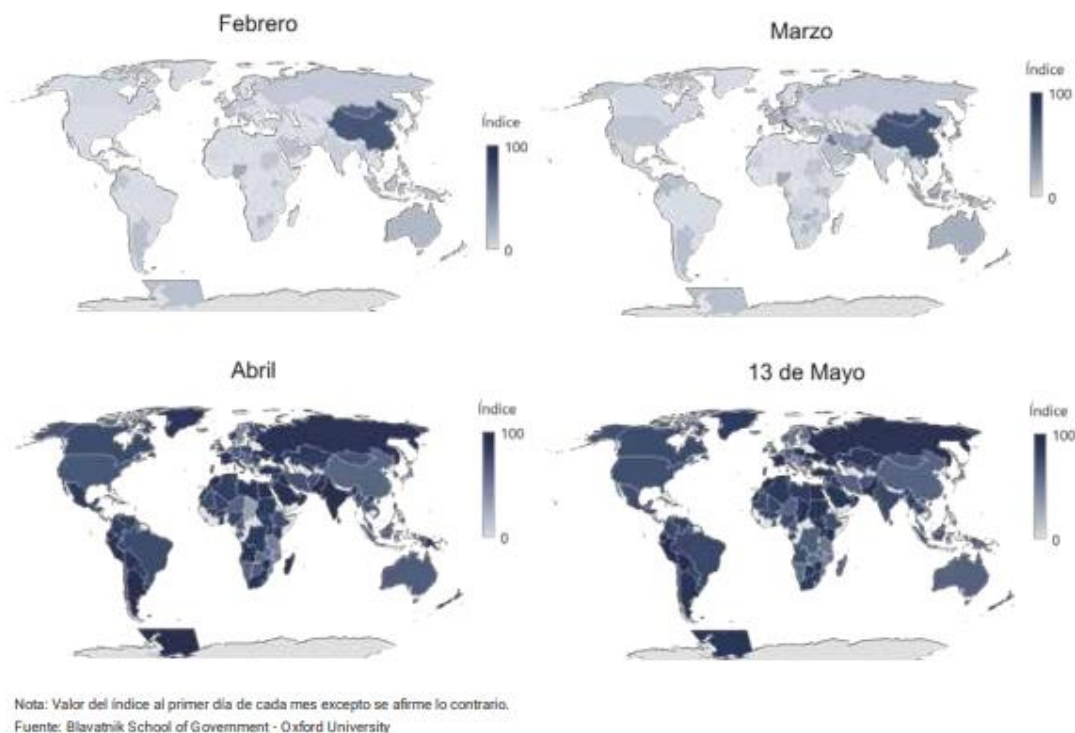 Febrero
Índice
100
0
Marzo
Índice
100
0
Abril
Índice
100
0
13 de Mayo
Índice
100
0
Nota: Valor del índice al primer día de cada mes excepto se afirme lo contrario.
Fuente: Blavatnik School of Government - Oxford University